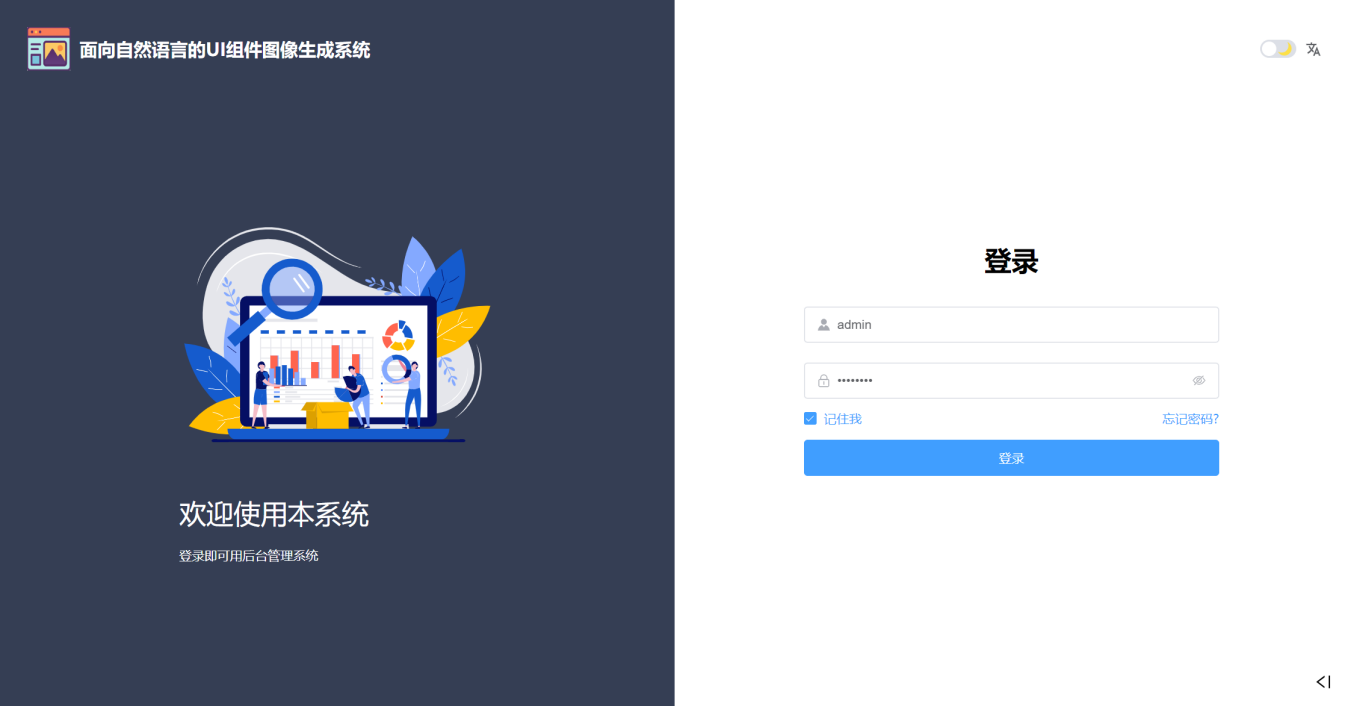 面向自然语言的UI组件图像生成系统
欢迎使用本系统
登录即可用后台管理系统
登录
admin
••••••••
记住我
忘记密码?
登录